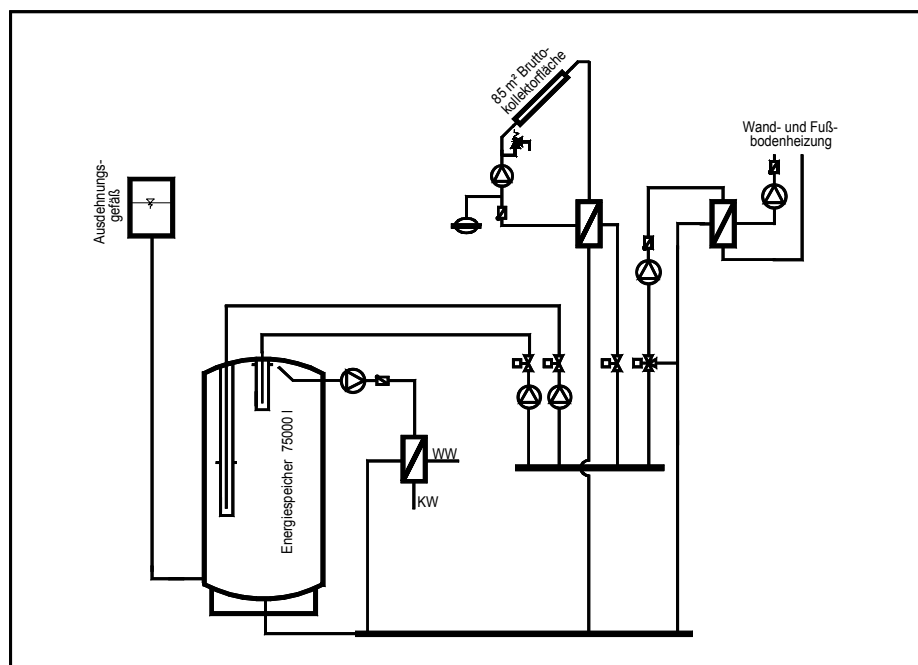 85 m² Brutto-
kollektorfläche
Wand- und Fuß-
bodenheizung
Ausdehnungs-
gefäß
Energiespeicher 75000 l
WW
KW